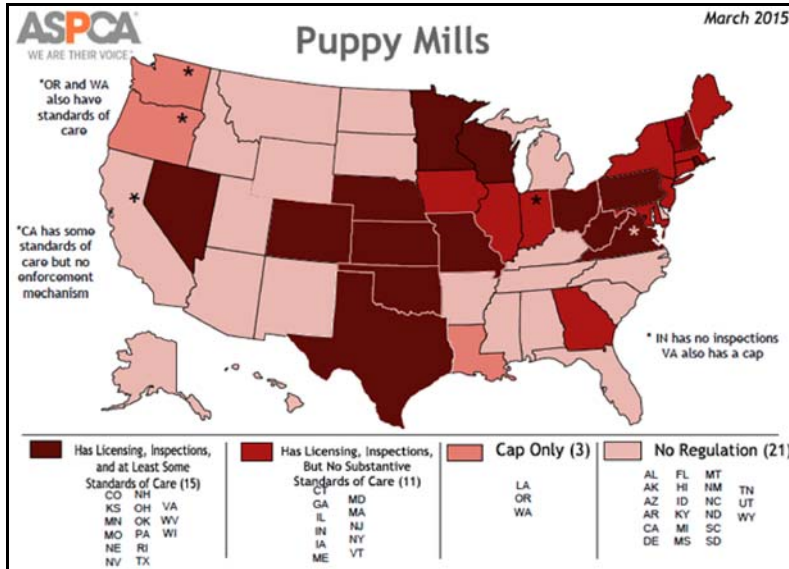 ASPCA
WE ARE THEIR VOICE
March 2015
Puppy Mills
*OR and WA
also have
standards of
care
*CA has some
standards of
care but no
enforcement
mechanism
* IN has no inspections
VA also has a cap
Has Licensing, Inspections,
and at Least Some
Standards of Care (15)
CO NH
KS OH VA
MN OK WV
MO PA WI
NE RI
NV TX
Has Licensing, Inspections,
But No Substantive
Standards of Care (11)
CT
GA MD
IL MA
IN NJ
IA NY
ME VT
Cap Only (3)
LA
OR
WA
No Regulation (21)
AL FL MT
AK HI NM TN
AZ ID NC UT
AR KY ND WY
CA MI SC
DE MS SD